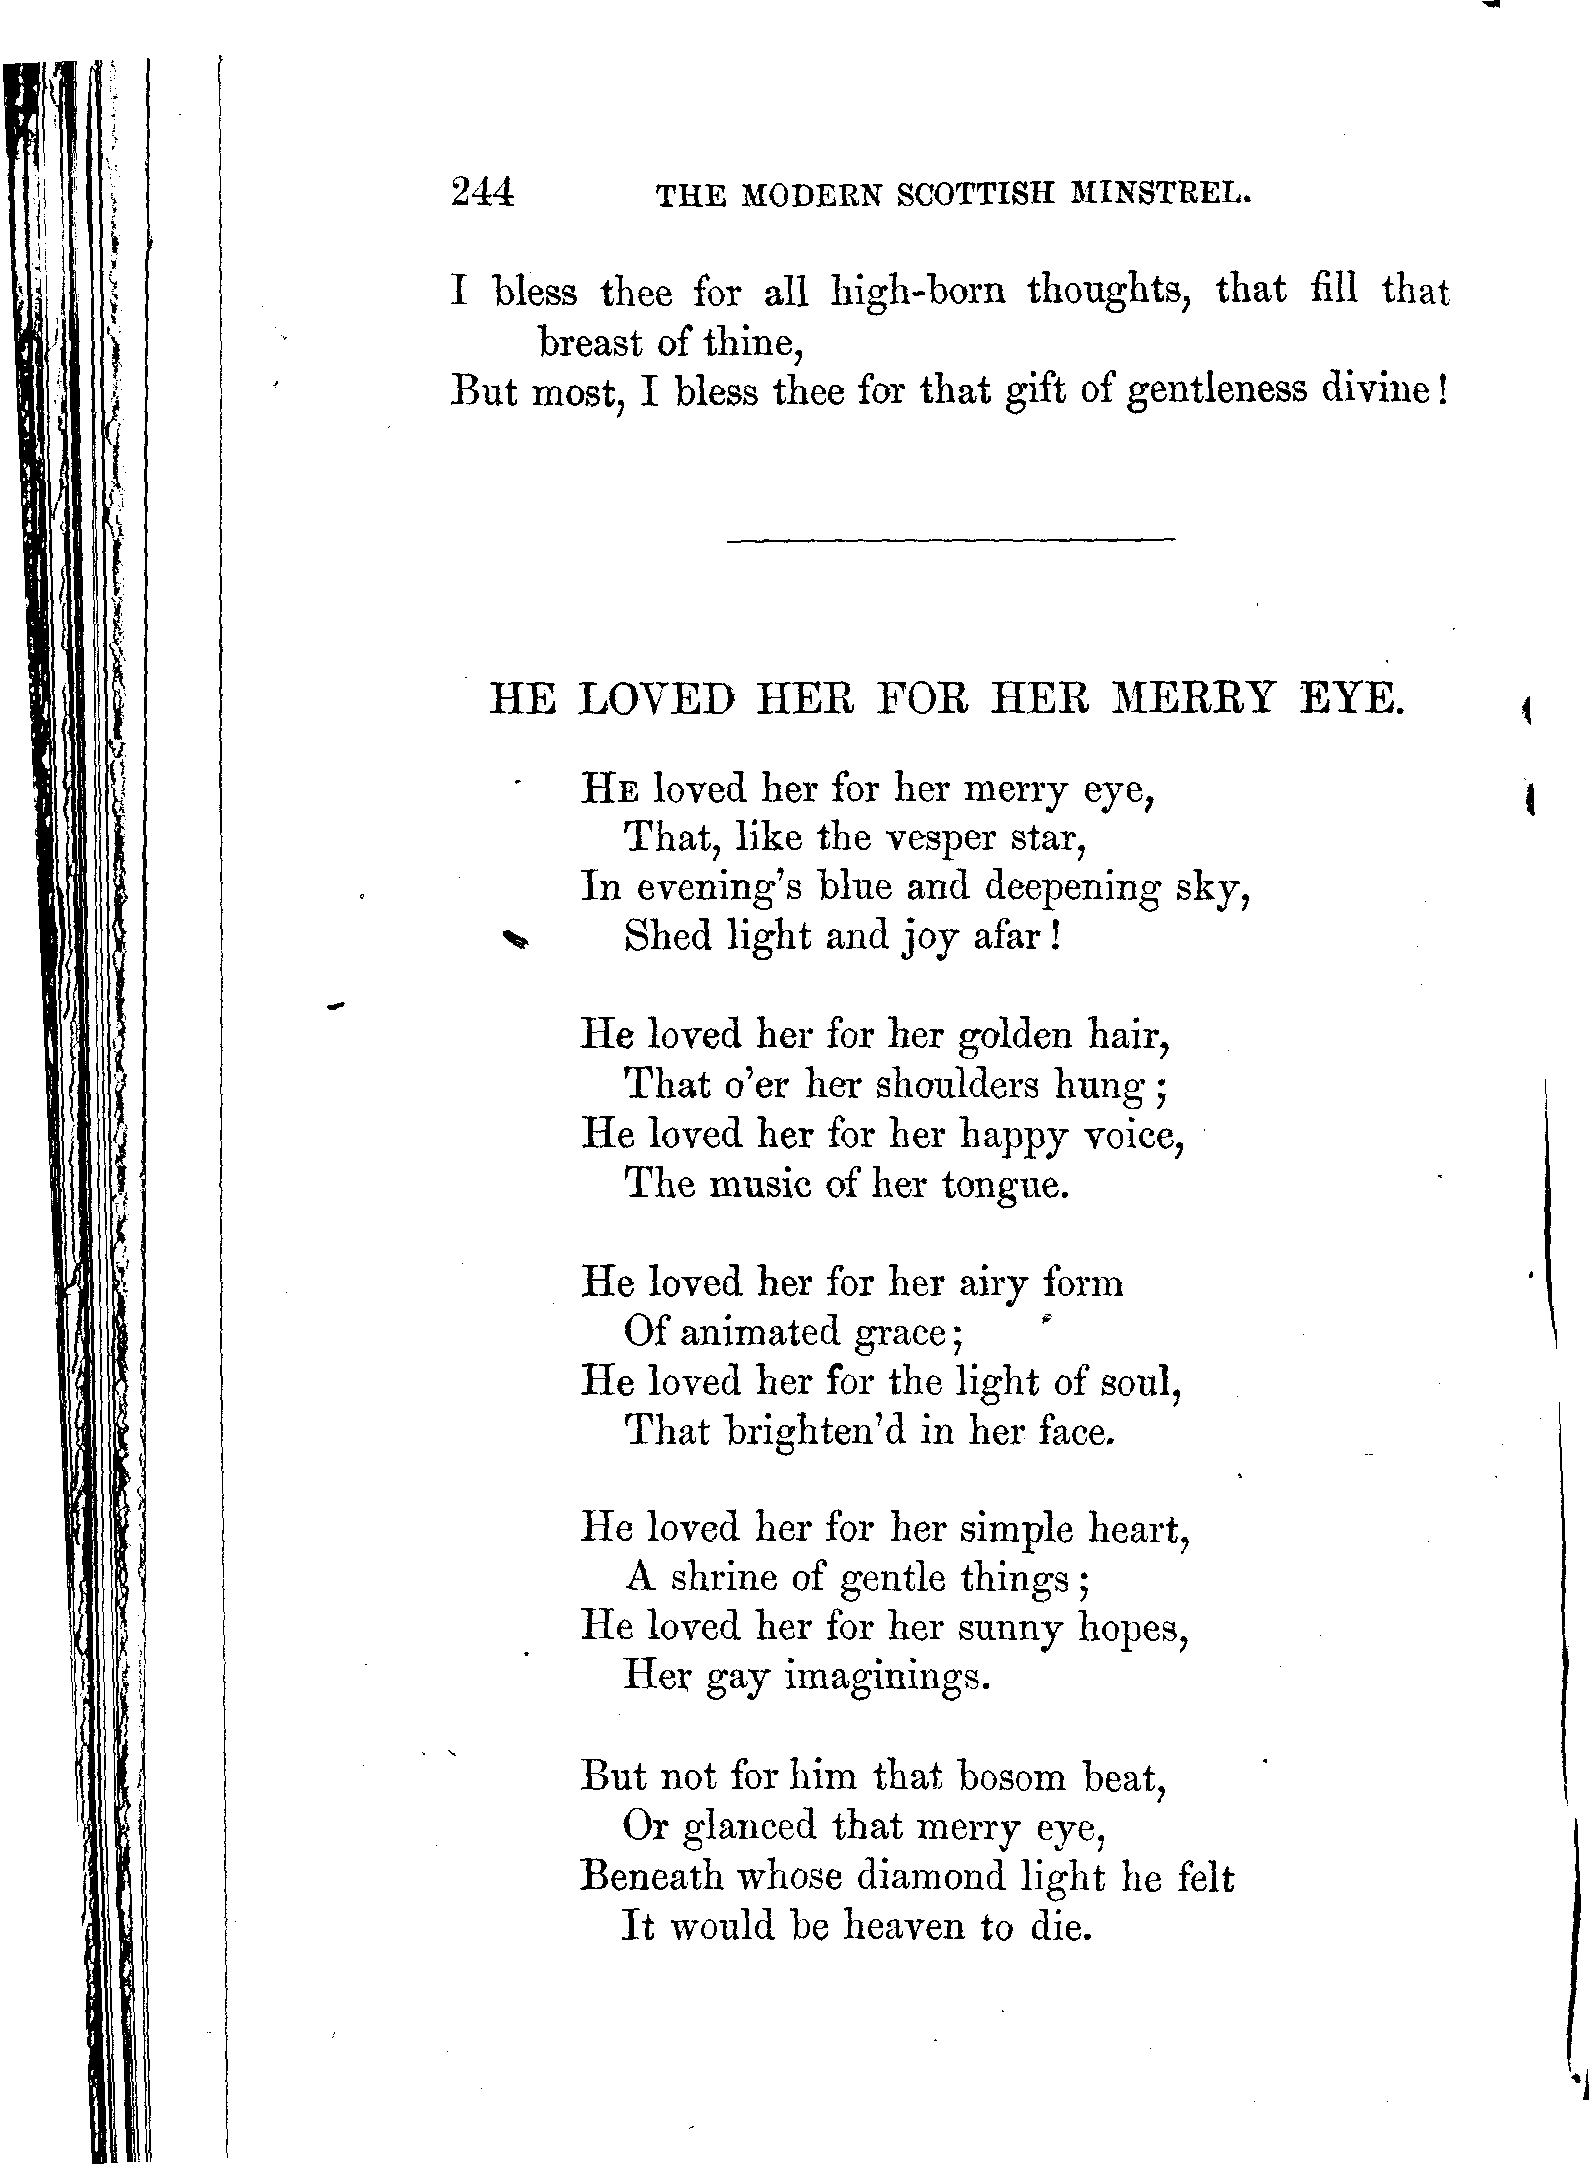 244 THE MODERN SCOTTISH MINSTREL.
I bless thee for all high-born thoughts, that fill that
breast of thine,
But most, I bless thee for that gift of gentleness divine!
HE LOVED HER FOR HER MERRY EYE.
HE loved her for her merry eye,
That, like the vesper star,
In evening's blue and deepening sky,
Shed light and joy afar!
He loved her for her golden hair,
That o'er her shoulders hung;
He loved her for her happy voice,
The music of her tongue.
He loved her for her airy form
Of animated grace;
He loved her for the light of soul,
That brighten'd in her face.
He loved her for her simple heart,
A shrine of gentle things;
He loved her for her sunny hopes,
Her gay imaginings.
But not for him that bosom beat,
Or glanced that merry eye,
Beneath whose diamond light he felt
It would be heaven to die.